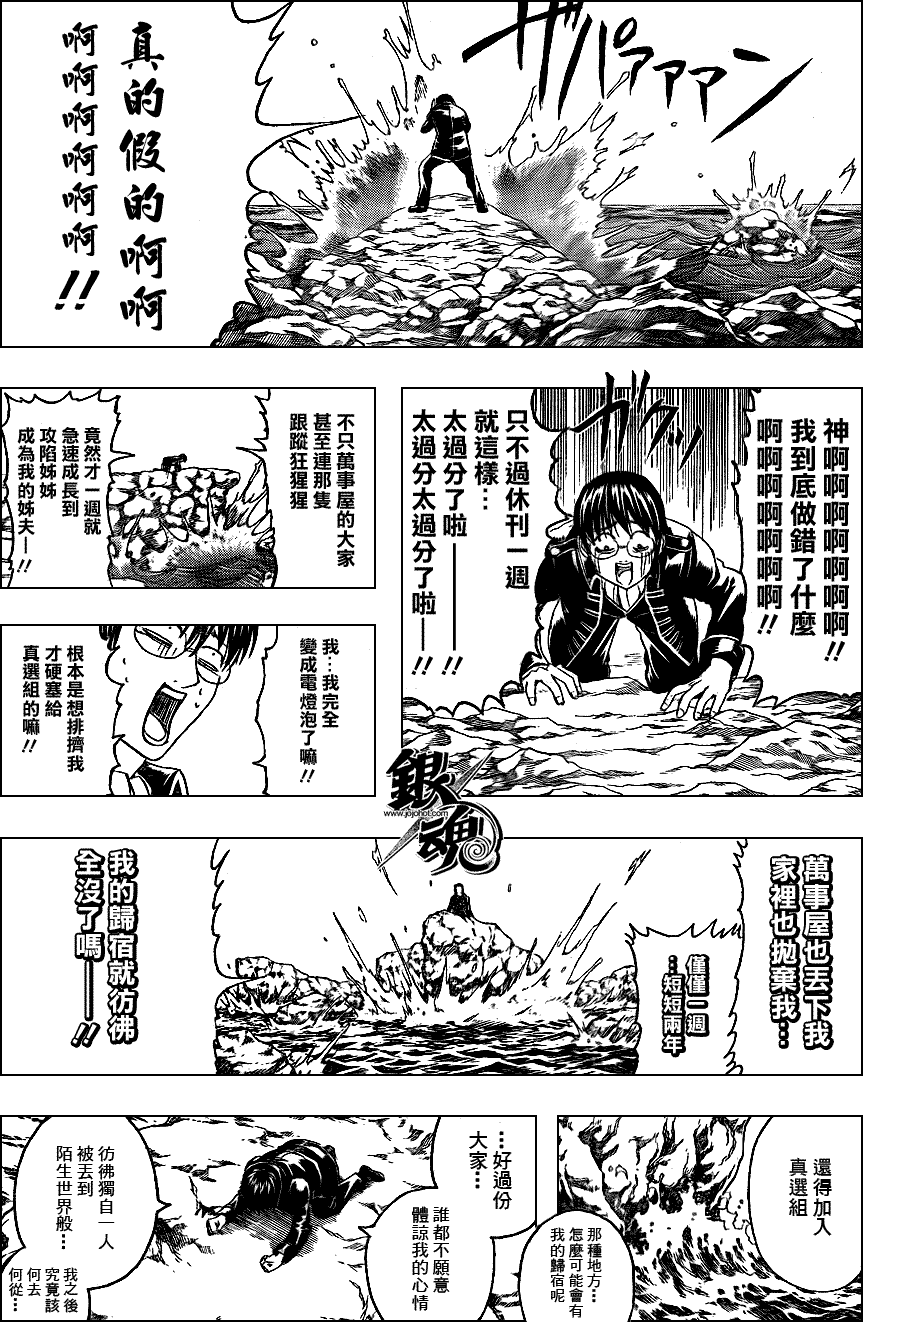 ザパァァァン
真的假的啊啊
啊啊啊啊啊啊!!
ガガッ
神啊啊啊啊啊啊啊!!
我到底做錯了什麼
啊啊啊啊啊啊啊!!
只不過休刊一週
就這樣…
太過分了啦——!!
太過分太過分了啦——!!
不只萬事屋的大家
甚至連那隻
跟蹤狂猩猩
竟然才一週就
急速成長到
攻陷姊姊
成為我的姊夫—!!
我…我完全
變成電燈泡了嘛!!
根本是想排擠我
才硬塞給
真選組的嘛!!
銀魂
www.jojohot.com
萬事屋也丟下我
家裡也拋棄我…
僅僅一週
…短短兩年
我的歸宿就彷彿
全沒了嗎——!!
還得加入
真選組
那種地方…
怎麼可能會有
我的歸宿呢
…好過份
大家…
誰都不願意
體諒我的心情
彷彿獨自一人
被丟到
陌生世界般…
我之後
究竟該
何去
何從…